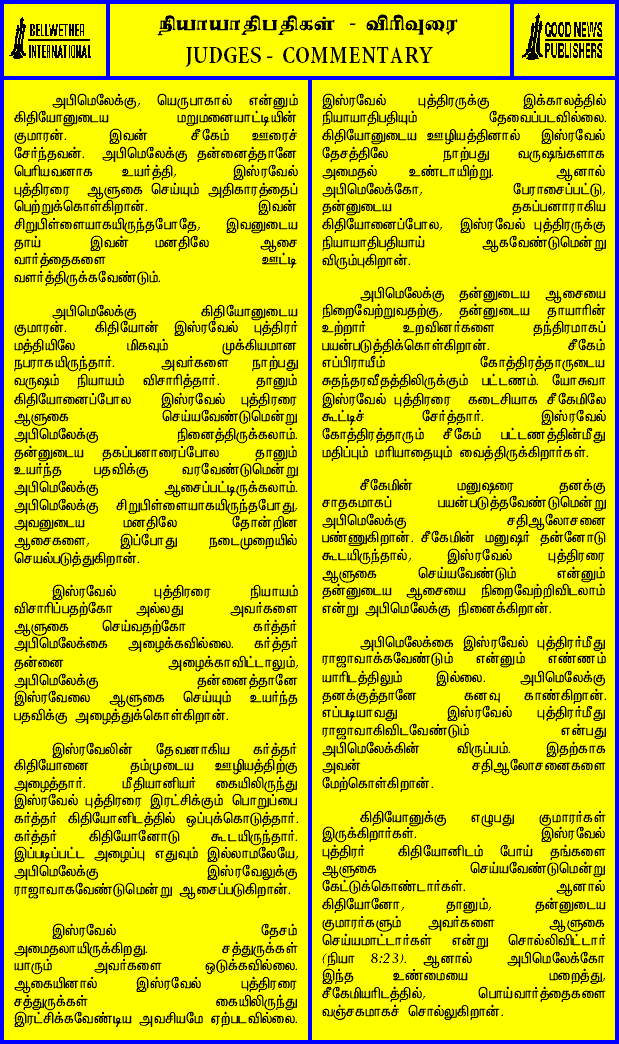 BELLWETHER
INTERNATIONAL
நியாயாதிபதிகள் - விரிவுரை
JUDGES - COMMENTARY
GOOD NEWS
PUBLISHERS
அபிமெலேக்கு, யெருபாகால் என்னும்
கிதியோனுடைய மறுமனையாட்டியின்
குமாரன். இவன் சீகேம் ஊரைச்
சேர்ந்தவன். அபிமெலேக்கு தன்னைத்தானே
பெரியவனாக உயர்த்தி, இஸ்ரவேல்
புத்திரரை ஆளுகை செய்யும் அதிகாரத்தைப்
பெற்றுக்கொள்கிறான். இவன்
சிறுபிள்ளையாகயிருந்தபோதே, இவனுடைய
தாய் இவன் மனதிலே ஆசை
வார்த்தைகளை ஊட்டி
வளர்த்திருக்கவேண்டும்.
அபிமெலேக்கு கிதியோனுடைய
குமாரன். கிதியோன் இஸ்ரவேல் புத்திரர்
மத்தியிலே மிகவும் முக்கியமான
நபராகயிருந்தார். அவர்களை நாற்பது
வருஷம் நியாயம் விசாரித்தார். தானும்
கிதியோனைப்போல இஸ்ரவேல் புத்திரரை
ஆளுகை செய்யவேண்டுமென்று
அபிமெலேக்கு நினைத்திருக்கலாம்.
தன்னுடைய தகப்பனாரைப்போல தானும்
உயர்ந்த பதவிக்கு வரவேண்டுமென்று
அபிமெலேக்கு ஆசைப்பட்டிருக்கலாம்.
அபிமெலேக்கு சிறுபிள்ளையாகயிருந்தபோது,
அவனுடைய மனதிலே தோன்றின
ஆசைகளை, இப்போது நடைமுறையில்
செயல்படுத்துகிறான்.
இஸ்ரவேல் புத்திரரை நியாயம்
விசாரிப்பதற்கோ அல்லது அவர்களை
ஆளுகை செய்வதற்கோ கர்த்தர்
அபிமெலேக்கை அழைக்கவில்லை. கர்த்தர்
தன்னை அழைக்காவிட்டாலும்,
அபிமெலேக்கு தன்னைத்தானே
இஸ்ரவேலை ஆளுகை செய்யும் உயர்ந்த
பதவிக்கு அழைத்துக்கொள்கிறான்.
இஸ்ரவேலின் தேவனாகிய கர்த்தர்
கிதியோனை தம்முடைய ஊழியத்திற்கு
அழைத்தார். மீதியானியர் கையிலிருந்து
இஸ்ரவேல் புத்திரரை இரட்சிக்கும் பொறுப்பை
கர்த்தர் கிதியோனிடத்தில் ஒப்புக்கொடுத்தார்.
கர்த்தர் கிதியோனோடு கூடயிருந்தார்.
இப்படிப்பட்ட அழைப்பு எதுவும் இல்லாமலேயே,
அபிமெலேக்கு இஸ்ரவேலுக்கு
ராஜாவாகவேண்டுமென்று ஆசைப்படுகிறான்.
இஸ்ரவேல் தேசம்
அமைதலாயிருக்கிறது. சத்துருக்கள்
யாரும் அவர்களை ஒடுக்கவில்லை.
ஆகையினால் இஸ்ரவேல் புத்திரரை
சத்துருக்கள் கையிலிருந்து
இரட்சிக்கவேண்டிய அவசியமே ஏற்படவில்லை.
இஸ்ரவேல் புத்திரருக்கு இக்காலத்தில்
நியாயாதிபதியும் தேவைப்படவில்லை.
கிதியோனுடைய ஊழியத்தினால் இஸ்ரவேல்
தேசத்திலே நாற்பது வருஷங்களாக
அமைதல் உண்டாயிற்று. ஆனால்
அபிமெலேக்கோ, பேராசைப்பட்டு,
தன்னுடைய தகப்பனாராகிய
கிதியோனைப்போல, இஸ்ரவேல் புத்திரருக்கு
நியாயாதிபதியாய் ஆகவேண்டுமென்று
விரும்புகிறான்.
அபிமெலேக்கு தன்னுடைய ஆசையை
நிறைவேற்றுவதற்கு, தன்னுடைய தாயாரின்
உற்றார் உறவினர்களை தந்திரமாகப்
பயன்படுத்திக்கொள்கிறான். சீகேம்
எப்பிராயீம் கோத்திரத்தாருடைய
சுதந்தரவீதத்திலிருக்கும் பட்டணம். யோசுவா
இஸ்ரவேல் புத்திரரை கடைசியாக சீகேமிலே
கூட்டிச் சேர்த்தார். இஸ்ரவேல்
கோத்திரத்தாரும் சீகேம் பட்டணத்தின்மீது
மதிப்பும் மரியாதையும் வைத்திருக்கிறார்கள்.
சீகேமின் மனுஷரை தனக்கு
சாதகமாகப் பயன்படுத்தவேண்டுமென்று
அபிமெலேக்கு சதிஆலோசனை
பண்ணுகிறான். சீகேமின் மனுஷர் தன்னோடு
கூடயிருந்தால், இஸ்ரவேல் புத்திரரை
ஆளுகை செய்யவேண்டும் என்னும்
தன்னுடைய ஆசையை நிறைவேற்றிவிடலாம்
என்று அபிமெலேக்கு நினைக்கிறான்.
அபிமெலேக்கை இஸ்ரவேல் புத்திரர்மீது
ராஜாவாக்கவேண்டும் என்னும் எண்ணம்
யாரிடத்திலும் இல்லை. அபிமெலேக்கு
தனக்குத்தானே கனவு காண்கிறான்.
எப்படியாவது இஸ்ரவேல் புத்திரர்மீது
ராஜாவாகிவிடவேண்டும் என்பது
அபிமெலேக்கின் விருப்பம். இதற்காக
அவன் சதிஆலோசனைகளை
மேற்கொள்கிறான்.
கிதியோனுக்கு எழுபது குமாரர்கள்
இருக்கிறார்கள். இஸ்ரவேல்
புத்திரர் கிதியோனிடம் போய் தங்களை
ஆளுகை செய்யவேண்டுமென்று
கேட்டுக்கொண்டார்கள். ஆனால்
கிதியோனோ, தானும், தன்னுடைய
குமாரர்களும் அவர்களை ஆளுகை
செய்யமாட்டார்கள் என்று சொல்லிவிட்டார்
(நியா 8:23). ஆனால் அபிமெலேக்கோ
இந்த உண்மையை மறைத்து,
சீகேமியரிடத்தில், பொய்வார்த்தைகளை
வஞ்சகமாகச் சொல்லுகிறான்.